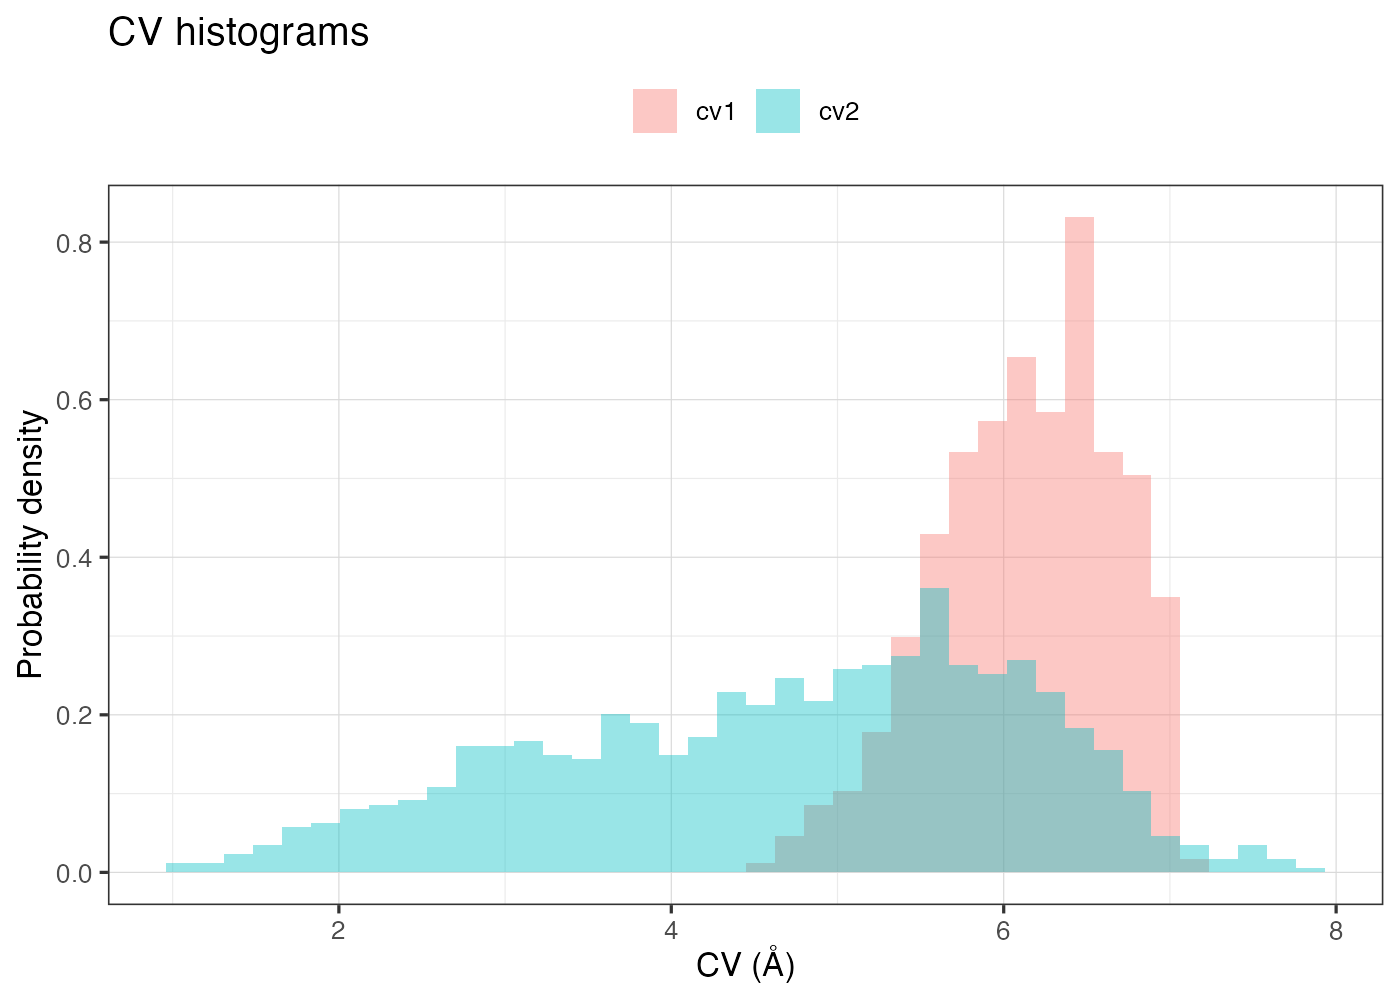 CV histograms
cv1 cv2
Probability density
0.8
0.6
0.4
0.2
0.0
2 4 6 8
CV (Å)